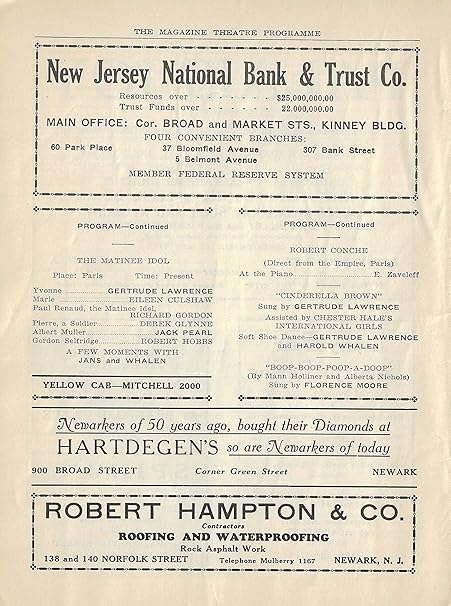 THE MAGAZINE THEATRE PROGRAMME
New Jersey National Bank & Trust Co.
Resources over - - - - - - - $25,000,000.00
Trust Funds over - - - - - - 22,000,000.00
MAIN OFFICE: Cor. BROAD and MARKET STS., KINNEY BLDG.
FOUR CONVENIENT BRANCHES:
60 Park Place 37 Bloomfield Avenue 307 Bank Street
5 Belmont Avenue
MEMBER FEDERAL RESERVE SYSTEM
PROGRAM—Continued
THE MATINEE IDOL
Place: Paris Time: Present
Yvonne ... GERTRUDE LAWRENCE
Marie ... EILEEN CULSHAW
Paul Renaud, the Matinee Idol,
RICHARD GORDON
Pierre, a Soldier ... DEREK GLYNNE
Albert Muller ... JACK PEARL
Gordon Selfridge ... ROBERT HOBBS
A FEW MOMENTS WITH
JANS and WHALEN
YELLOW CAB—MITCHELL 2000
PROGRAM—Continued
ROBERT CONCHE
(Direct from the Empire, Paris)
At the Piano ... E. Zaveleff
"CINDERELLA BROWN"
Sung by GERTRUDE LAWRENCE
Assisted by CHESTER HALE'S
INTERNATIONAL GIRLS
Soft Shoe Dance—GERTRUDE LAWRENCE
and HAROLD WHALEN
"BOOP-BOOP-POOP-A-DOOP"
(By Mann Holliner and Alberta Nichols)
Sung by FLORENCE MOORE
Newarkers of 50 years ago, bought their Diamonds at
HARTDEGEN'S so are Newarkers of today
900 BROAD STREET Corner Green Street NEWARK
ROBERT HAMPTON & CO.
Contractors
ROOFING AND WATERPROOFING
Rock Asphalt Work
138 and 140 NORFOLK STREET Telephone Mulberry 1167 NEWARK, N. J.